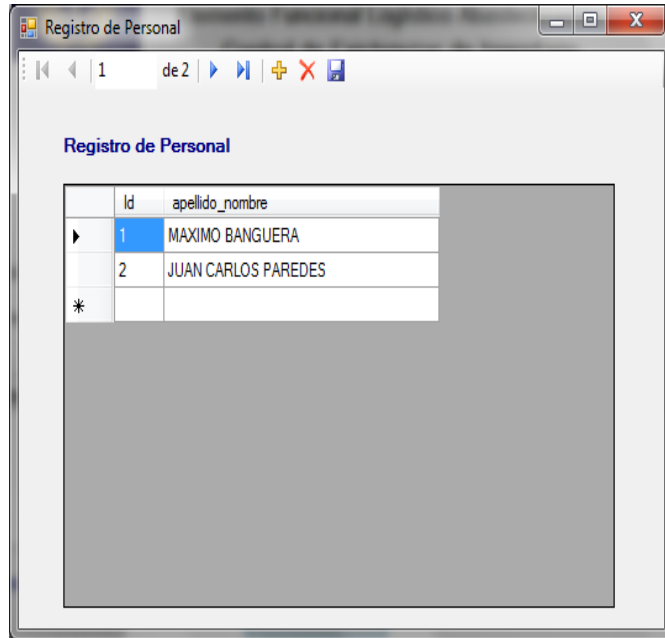 Registro de Personal
1 de 2
Registro de Personal
Id apellido_nombre
1 MAXIMO BANGUERA
2 JUAN CARLOS PAREDES